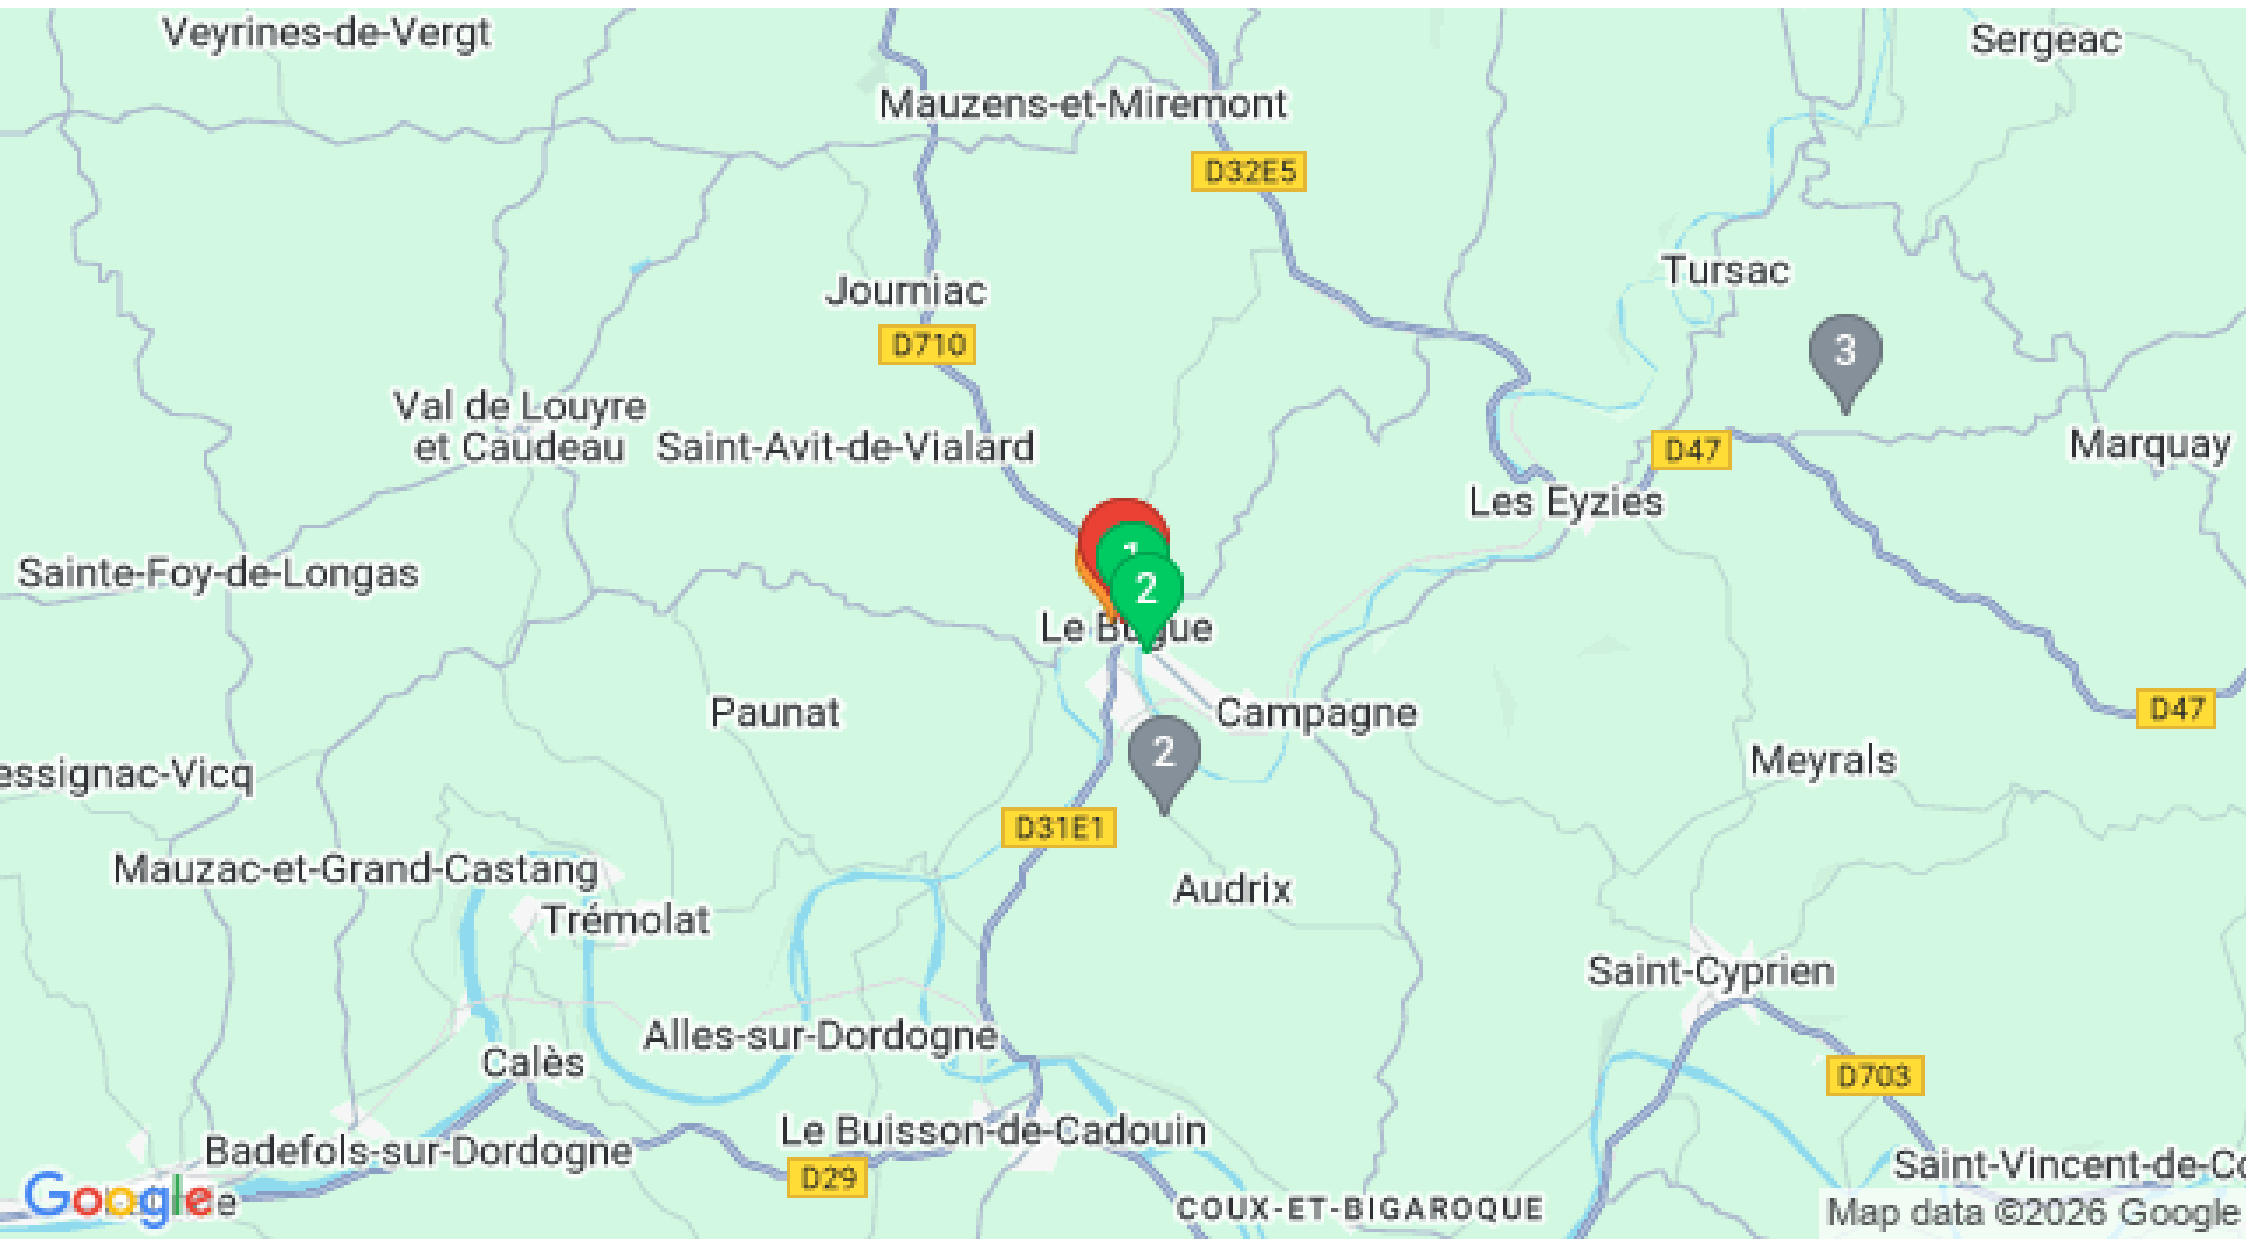 Veyrines-de-Vergt
Sergeac
Mauzens-et-Miremont
D32E5
Tursac
Journiac
D710
3
Val de Louyre
et Caudeau
Saint-Avit-de-Vialard
D47
Marquay
Les Eyzies
1
Sainte-Foy-de-Longas
2
Le Bugue
Paunat
Campagne
D47
2
Meyrals
essignac-Vicq
D31E1
Mauzac-et-Grand-Castang
Audrix
Trémolat
Saint-Cyprien
Alles-sur-Dordogne
Calès
D703
Le Buisson-de-Cadouin
Badefols-sur-Dordogne
Saint-Vincent-de-Co
D29
Google
COUX-ET-BIGAROQUE
Map data ©2026 Google